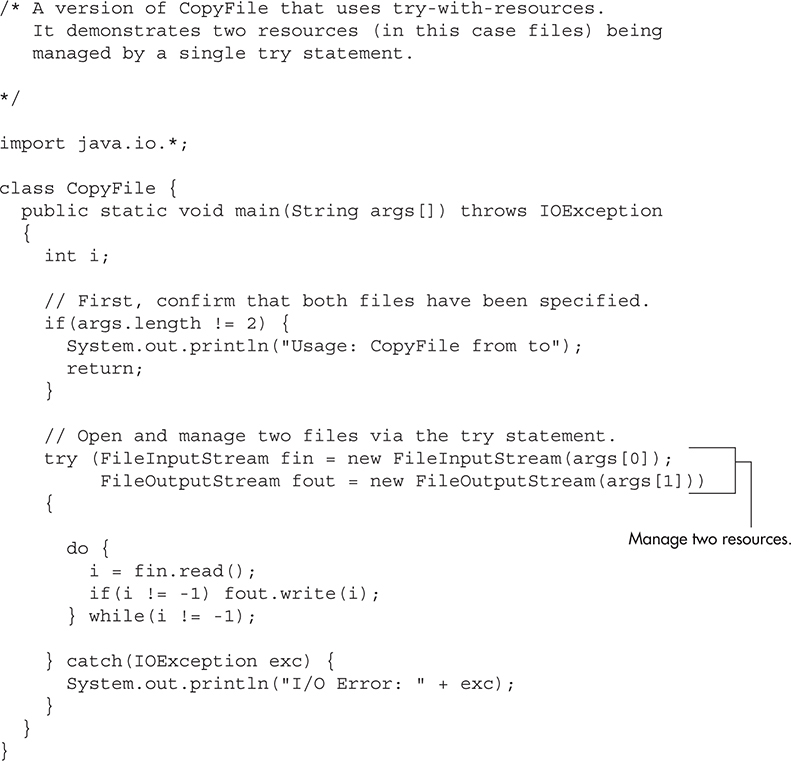 /* A version of CopyFile that uses try-with-resources.
   It demonstrates two resources (in this case files) being
   managed by a single try statement.
*/
import java.io.*;
class CopyFile {
  public static void main(String args[]) throws IOException
  {
    int i;
    // First, confirm that both files have been specified.
    if(args.length != 2) {
      System.out.println("Usage: CopyFile from to");
      return;
    }
    // Open and manage two files via the try statement.
    try (FileInputStream fin = new FileInputStream(args[0]);
         FileOutputStream fout = new FileOutputStream(args[1]))
    {
Manage two resources.
      do {
        i = fin.read();
        if(i != -1) fout.write(i);
      } while(i != -1);
    } catch(IOException exc) {
      System.out.println("I/O Error: " + exc);
    }
  }
}